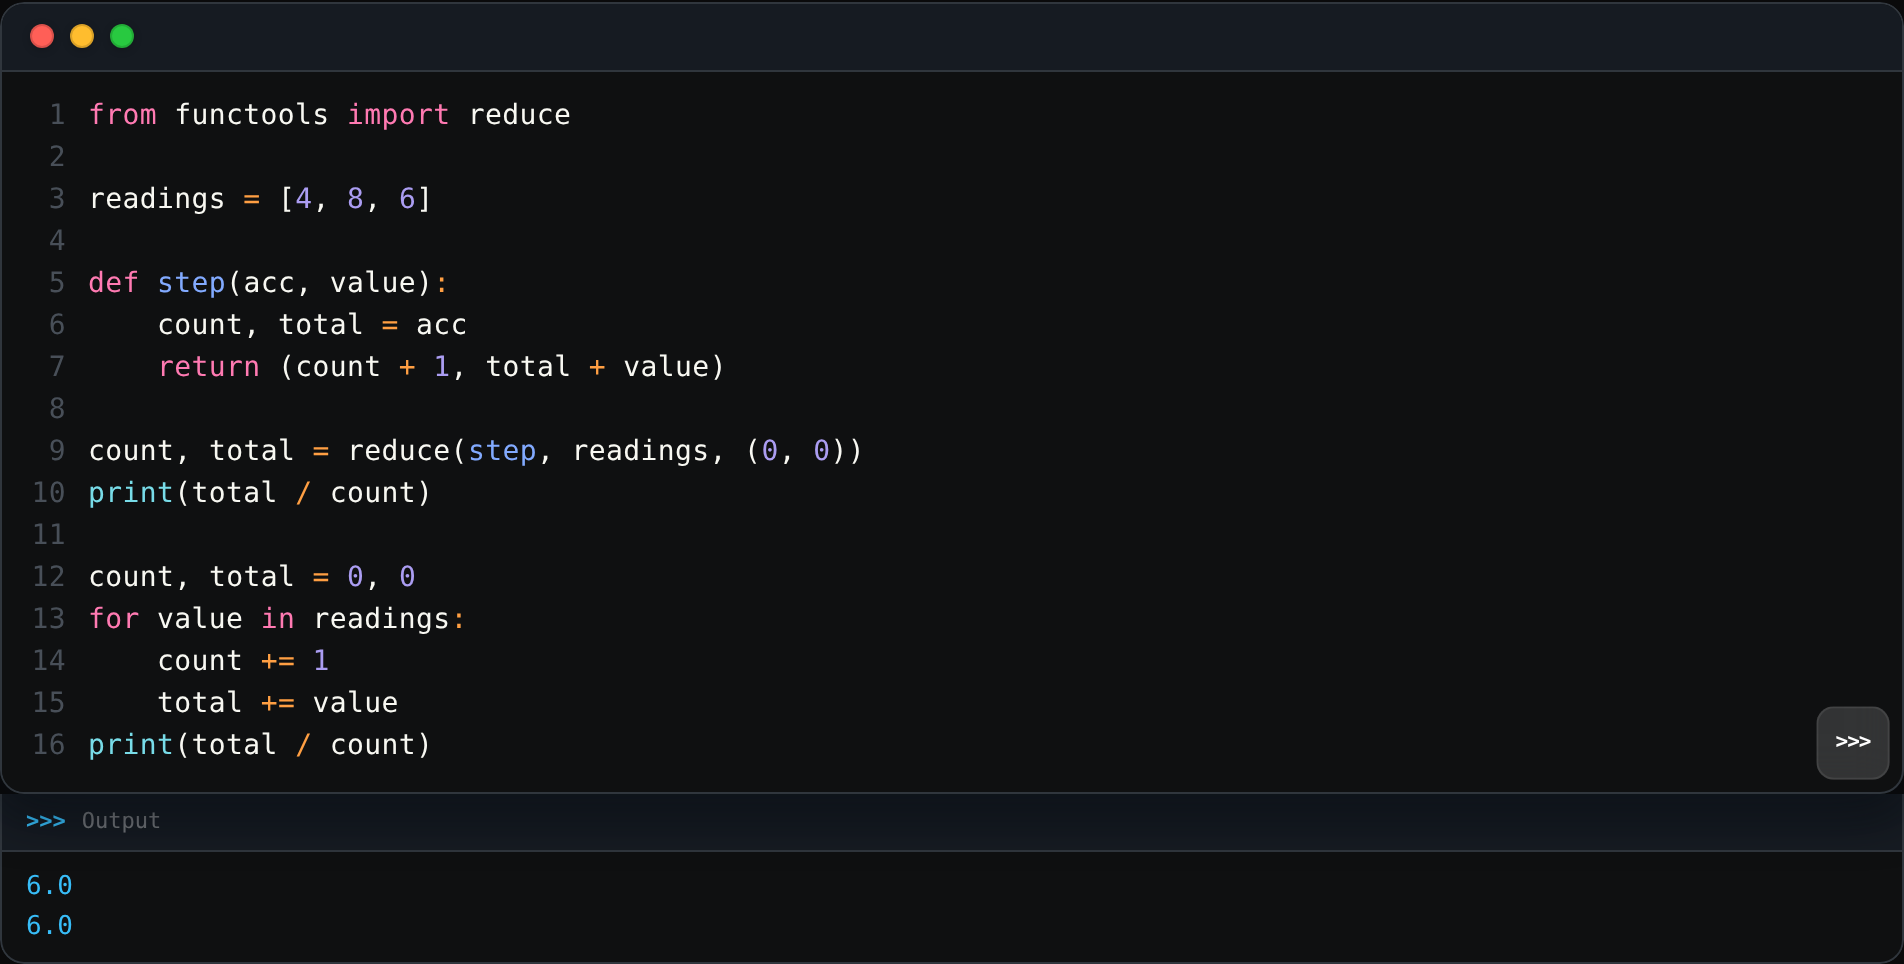 1 from functools import reduce
2
3 readings = [4, 8, 6]
4
5 def step(acc, value):
6     count, total = acc
7     return (count + 1, total + value)
8
9 count, total = reduce(step, readings, (0, 0))
10 print(total / count)
11
12 count, total = 0, 0
13 for value in readings:
14     count += 1
15     total += value
16 print(total / count)
>>>
>>> Output
6.0
6.0